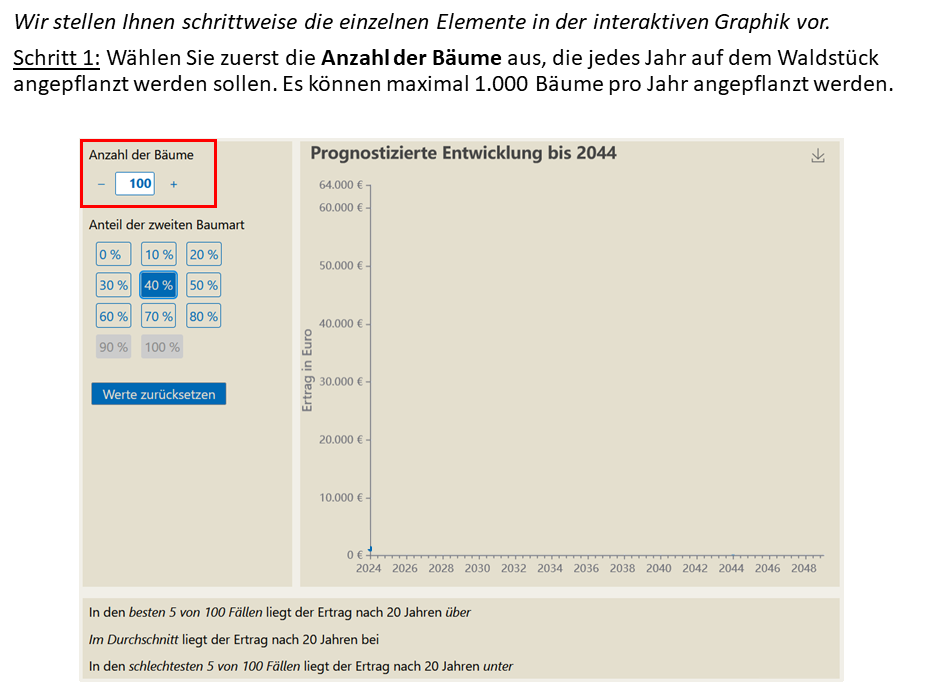 Wir stellen Ihnen schrittweise die einzelnen Elemente in der interaktiven Graphik vor.
Schritt 1: Wählen Sie zuerst die Anzahl der Bäume aus, die jedes Jahr auf dem Waldstück
angepflanzt werden sollen. Es können maximal 1.000 Bäume pro Jahr angepflanzt werden.
Anzahl der Bäume
− 100 +
Anteil der zweiten Baumart
0 % 10 % 20 %
30 % 40 % 50 %
60 % 70 % 80 %
90 % 100 %
Werte zurücksetzen
Prognostizierte Entwicklung bis 2044
Ertrag in Euro
64.000 €
60.000 €
50.000 €
40.000 €
30.000 €
20.000 €
10.000 €
0 €
2024 2026 2028 2030 2032 2034 2036 2038 2040 2042 2044 2046 2048
In den besten 5 von 100 Fällen liegt der Ertrag nach 20 Jahren über
Im Durchschnitt liegt der Ertrag nach 20 Jahren bei
In den schlechtesten 5 von 100 Fällen liegt der Ertrag nach 20 Jahren unter